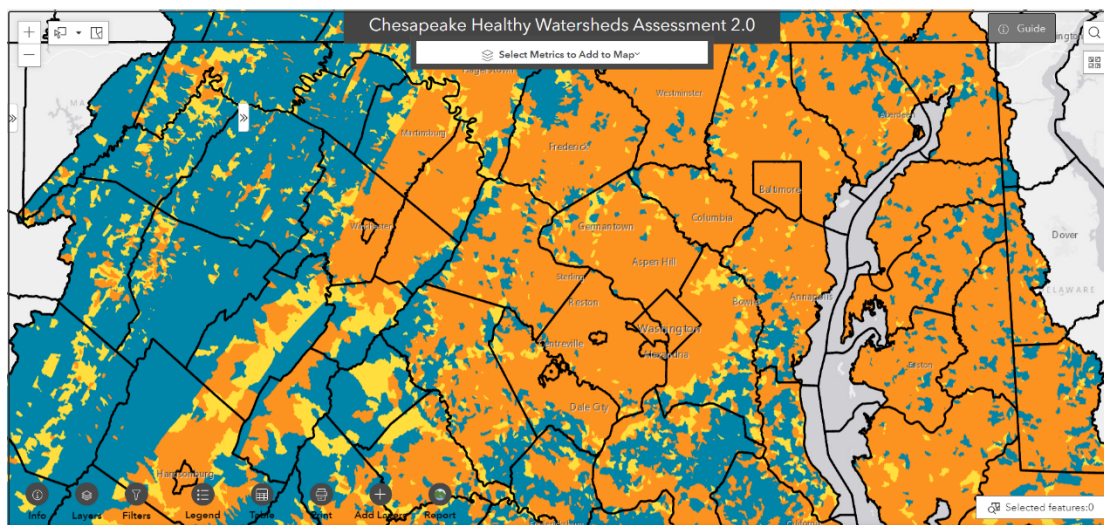 Chesapeake Healthy Watersheds Assessment 2.0
Guide
Select Metrics to Add to Map
Hagerstown
Westminster
Martinsburg
Aberdeen
Frederick
Baltimore
Winchester
Germantown
Columbia
Dover
Aspen Hill
Sterling
Reston
Bowie
Annapolis
DELAWARE
Washington
Centreville
Alexandria
Easton
Dale City
Harrisonburg
Info
Layers
Filters
Legend
Table
Print
Add Layers
Report
Selected features:0
California